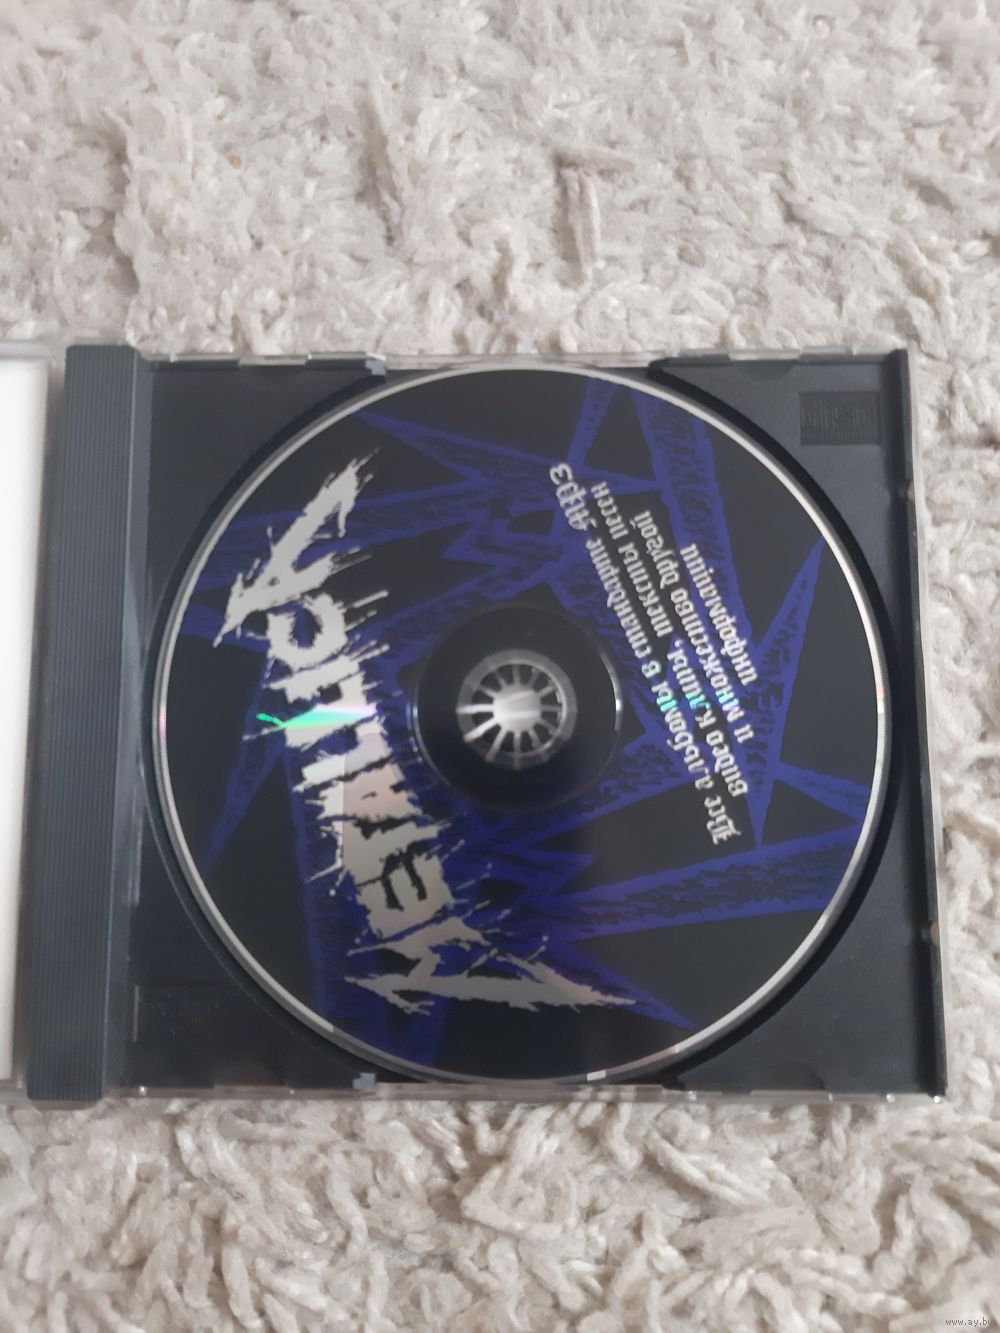 METALLICA
Все альбомы в стандарте MP3
Видео клипы, тексты песен
и множество другой
информации
www.ay.by